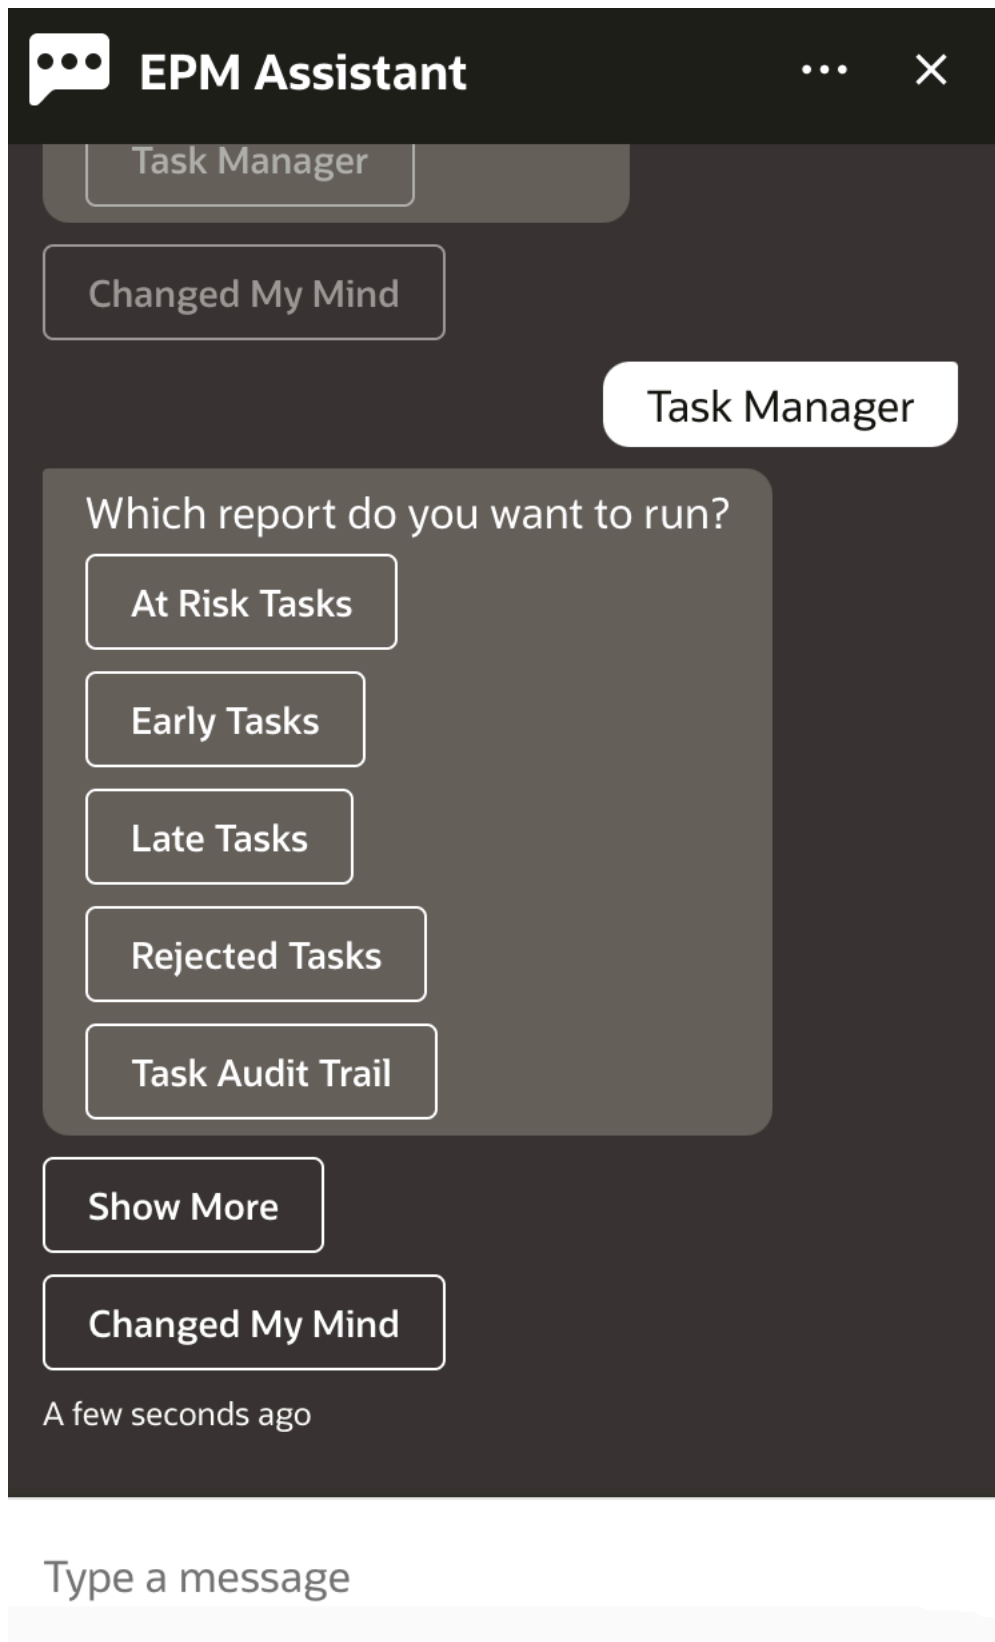 EPM Assistant
Task Manager
Changed My Mind
Task Manager
Which report do you want to run?
At Risk Tasks
Early Tasks
Late Tasks
Rejected Tasks
Task Audit Trail
Show More
Changed My Mind
A few seconds ago
Type a message